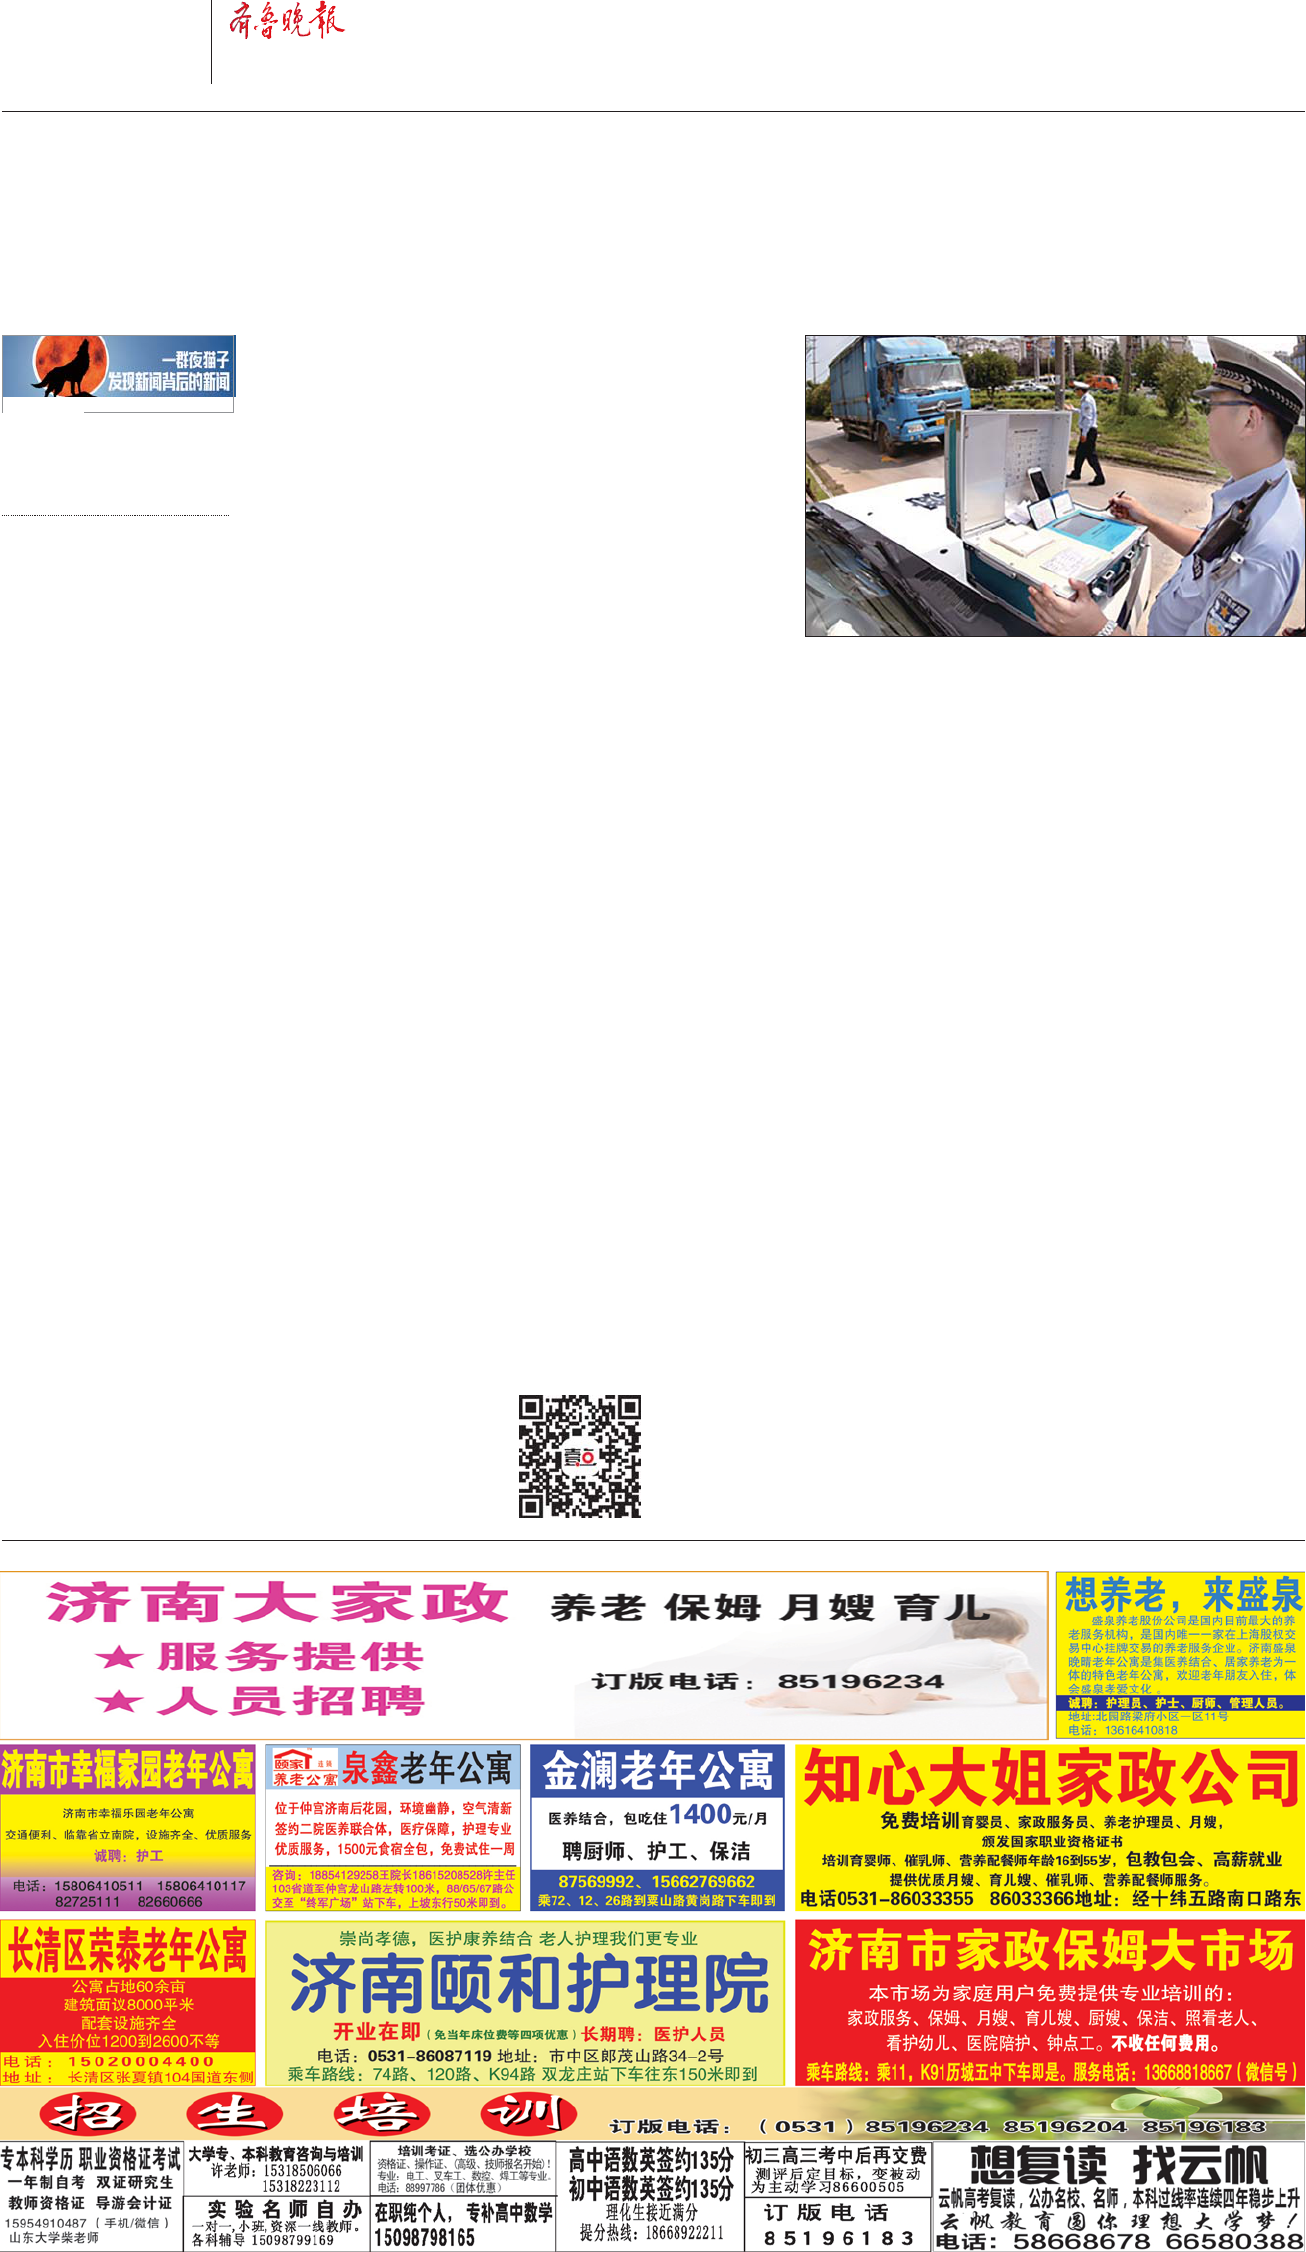 齐鲁晚报
一群夜猫子
发现新闻背后的新闻
壹点
济南大家政
★服务提供
★人员招聘
养老 保姆 月嫂 育儿
订版电话：85196234
想养老，来盛泉
盛泉养老股份公司是国内目前最大的养
老服务机构，是国内唯一一家在上海股权交
易中心挂牌交易的养老服务企业。济南盛泉
晚晴老年公寓是集医养结合、居家养老为一
体的特色老年公寓，欢迎老年朋友入住，体
会盛泉孝爱文化 。
诚聘：护理员、护士、厨师、管理人员。
地址:北园路梁府小区一区11号
电话：13616410818
济南市幸福家园老年公寓
济南市幸福乐园老年公寓
交通便利、临靠省立南院，设施齐全、优质服务
诚聘：护工
电话：15806410511 15806410117
82725111 82660666
颐家 连锁
养老公寓
泉鑫老年公寓
位于仲宫济南后花园，环境幽静，空气清新
签约二院医养联合体，医疗保障，护理专业
优质服务，1500元食宿全包，免费试住一周
咨询：18854129258王院长18615208528许主任
103省道至仲宫龙山路左转100米，88/65/67路公
交至“终军广场”站下车，上坡东行50米即到。
金澜老年公寓
医养结合，包吃住1400元/月
聘厨师、护工、保洁
87569992、15662769662
乘72、12、26路到粟山路黄岗路下车即到
知心大姐家政公司
免费培训育婴员、家政服务员、养老护理员、月嫂，
颁发国家职业资格证书
培训育婴师、催乳师、营养配餐师年龄16到55岁，包教包会、高薪就业
提供优质月嫂、育儿嫂、催乳师、营养配餐师服务。
电话0531-86033355 86033366地址：经十纬五路南口路东
长清区荣泰老年公寓
公寓占地60余亩
建筑面议8000平米
配套设施齐全
入住价位1200到2600不等
电话：15020004400
地址：长清区张夏镇104国道东侧
崇尚孝德，医护康养结合 老人护理我们更专业
济南颐和护理院
开业在即（免当年床位费等四项优惠）长期聘：医护人员
电话：0531-86087119 地址：市中区郎茂山路34-2号
乘车路线：74路、120路、K94路 双龙庄站下车往东150米即到
济南市家政保姆大市场
本市场为家庭用户免费提供专业培训的：
家政服务、保姆、月嫂、育儿嫂、厨嫂、保洁、照看老人、
看护幼儿、医院陪护、钟点工。不收任何费用。
乘车路线：乘11，K91历城五中下车即是。服务电话：13668818667（微信号）
招生培训
订版电话：（0531）85196234 85196204 85196183
专本科学历 职业资格证考试
一年制自考 双证研究生
教师资格证 导游会计证
15954910487（手机/微信）
山东大学柴老师
大学专、本科教育咨询与培训
许老师：15318506066
15318223112
实验名师自办
一对一,小班,资深一线教师。
各科辅导 15098799169
培训考证、选公办学校
资格证、操作证、（高级、技师报名开始）！
专业：电工、叉车工、数控、焊工等专业。
电话：88997786（团体优惠）
在职纯个人， 专补高中数学
15098798165
高中语数英签约135分
初中语数英签约135分
理化生接近满分
提分热线：18668922211
初三高三考中后再交费
测评后定目标，变被动
为主动学习86600505
订版电话
85196183
想复读 找云帆
云帆高考复读，公办名校、名师，本科过线率连续四年稳步上升
云帆教育圆你理想大学梦！
电话：58668678 66580388